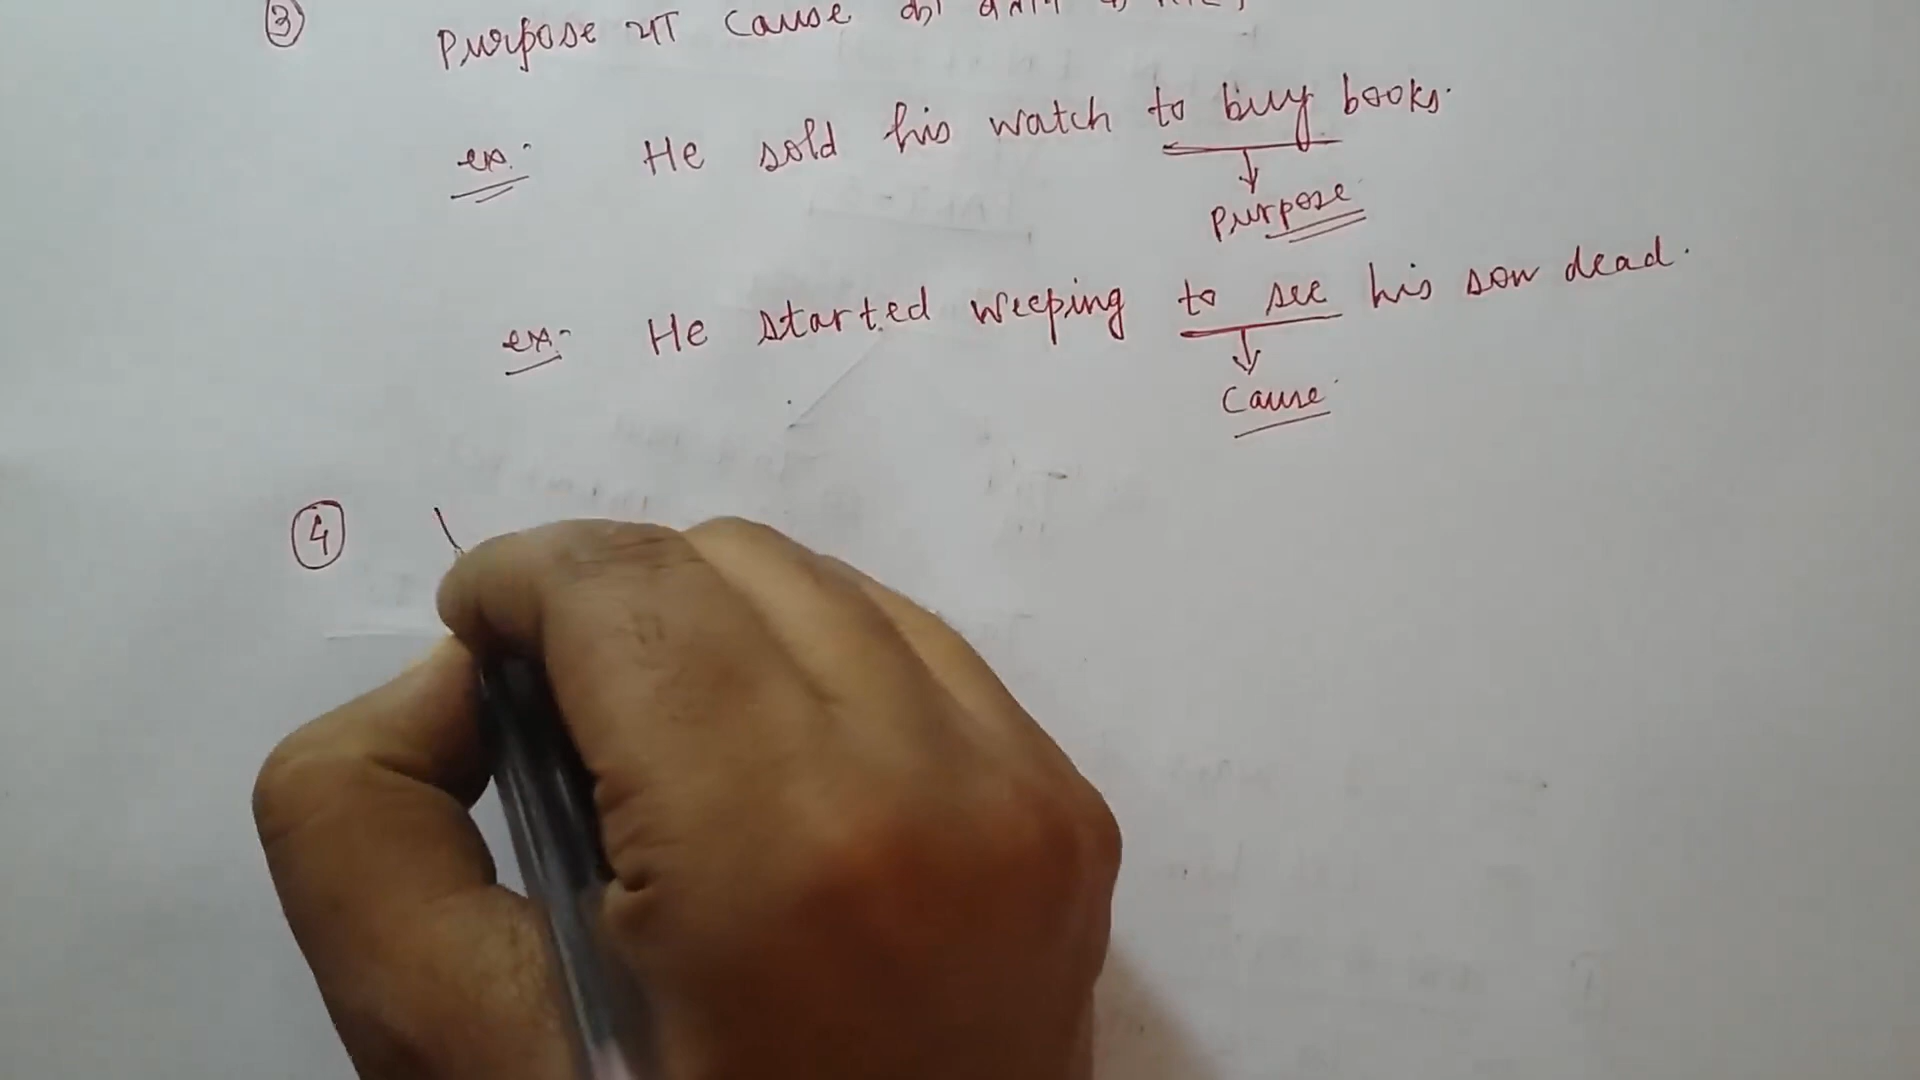 ③ Purpose या Cause को
ex:- He sold his watch to buy books.
Purpose
ex:- He started weeping to see his son dead.
Cause
④